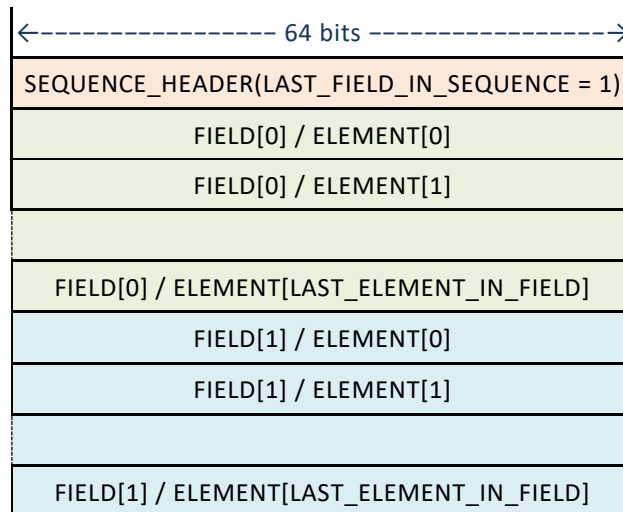 64 bits
SEQUENCE_HEADER(LAST_FIELD_IN_SEQUENCE = 1)
FIELD[0] / ELEMENT[0]
FIELD[0] / ELEMENT[1]
FIELD[0] / ELEMENT[LAST_ELEMENT_IN_FIELD]
FIELD[1] / ELEMENT[0]
FIELD[1] / ELEMENT[1]
FIELD[1] / ELEMENT[LAST_ELEMENT_IN_FIELD]